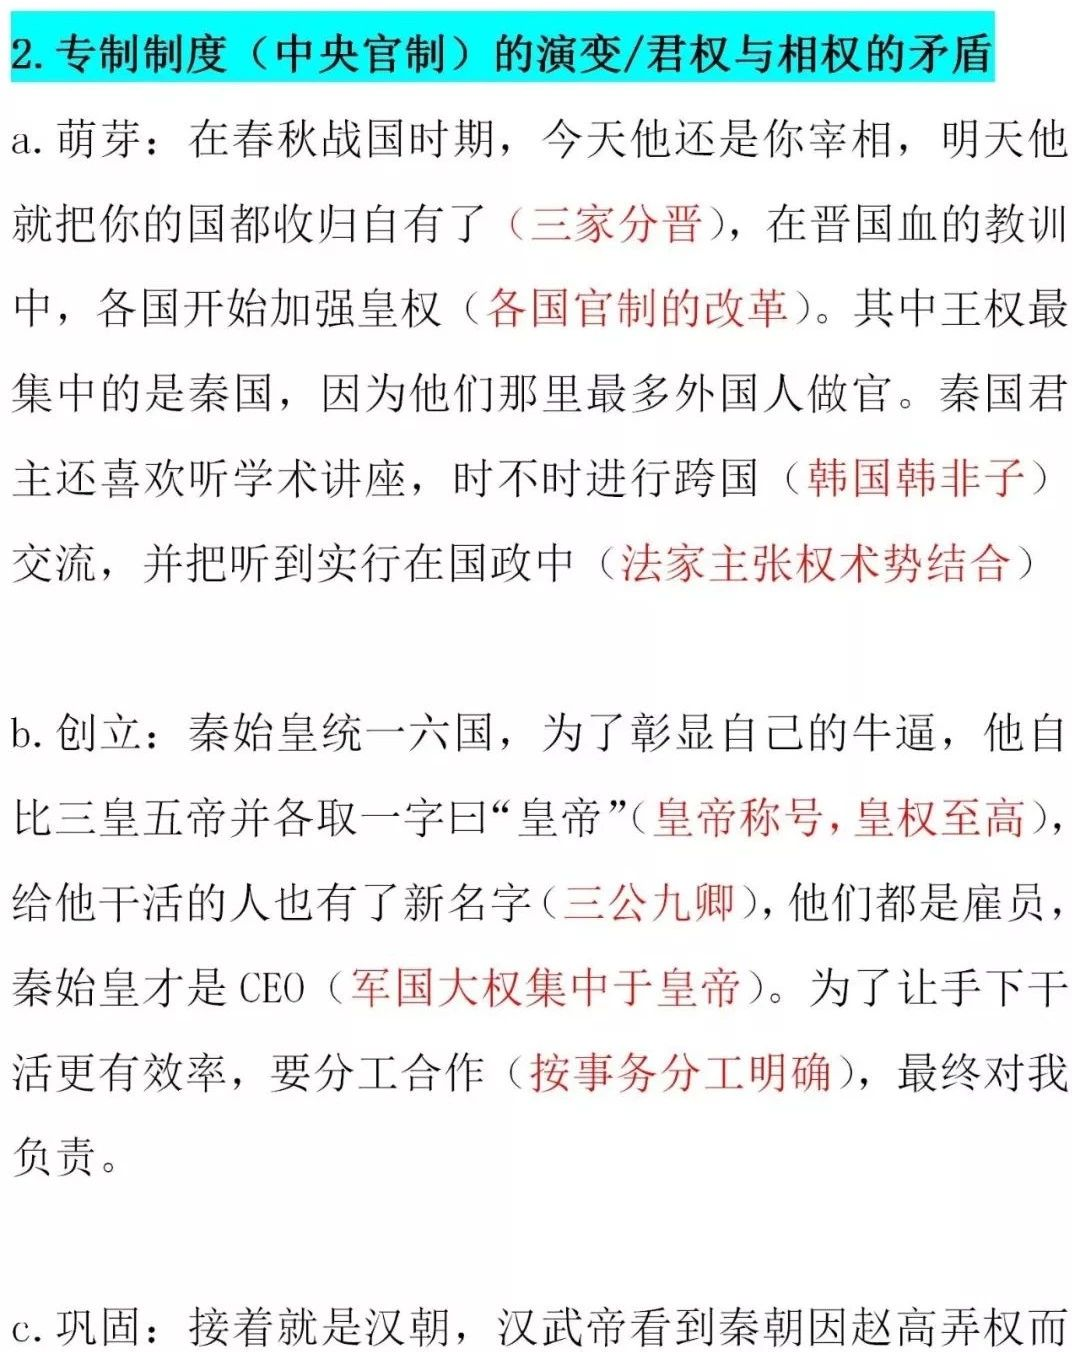 2. 专制制度（中央官制）的演变/君权与相权的矛盾
a. 萌芽：在春秋战国时期，今天他还是你宰相，明天他
就把你的国都收归自有了（三家分晋），在晋国血的教训
中，各国开始加强皇权（各国官制的改革）。其中王权最
集中的是秦国，因为他们那里最多外国人做官。秦国君
主还喜欢听学术讲座，时不时进行跨国（韩国韩非子）
交流，并把听到实行在国政中（法家主张权术势结合）
b. 创立：秦始皇统一六国，为了彰显自己的牛逼，他自
比三皇五帝并各取一字曰“皇帝”（皇帝称号，皇权至高），
给他干活的人也有了新名字（三公九卿），他们都是雇员，
秦始皇才是 CEO（军国大权集中于皇帝）。为了让手下干
活更有效率，要分工合作（按事务分工明确），最终对我
负责。
c. 巩固：接着就是汉朝，汉武帝看到秦朝因赵高弄权而